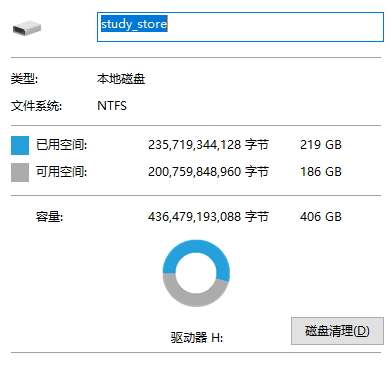 study_store
类型: 本地磁盘
文件系统: NTFS
已用空间: 235,719,344,128 字节 219 GB
可用空间: 200,759,848,960 字节 186 GB
容量: 436,479,193,088 字节 406 GB
驱动器 H:
磁盘清理(D)